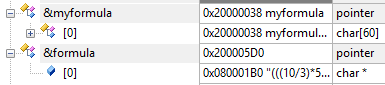 &myformula 0x20000038 myformula pointer
[0] 0x20000038 myformul... char[60]
&formula 0x200005D0 pointer
[0] 0x080001B0 "(((10/3)*5... char *